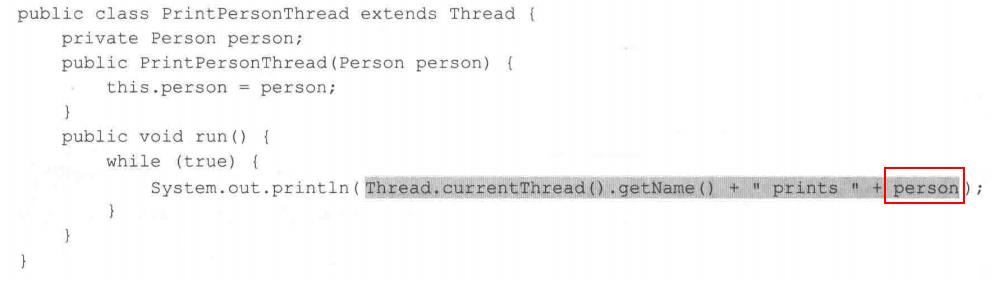 public class PrintPersonThread extends Thread {
    private Person person;
    public PrintPersonThread(Person person) {
        this.person = person;
    }
    public void run() {
        while (true) {
            System.out.println(Thread.currentThread().getName() + " prints " + person);
        }
    }
}